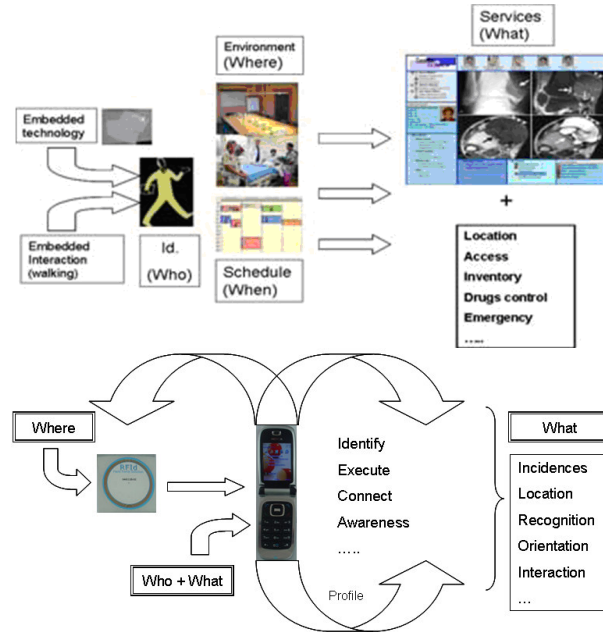 Services
(What)
Environment
(Where)
Embedded
technology
Embedded
Interaction
(walking)
Id.
(Who)
Schedule
(When)
+
Location
Access
Inventory
Drugs control
Emergency
.....
Where
rfid
Who + What
Identify
Execute
Connect
Awareness
.....
Profile
What
Incidences
Location
Recognition
Orientation
Interaction
...